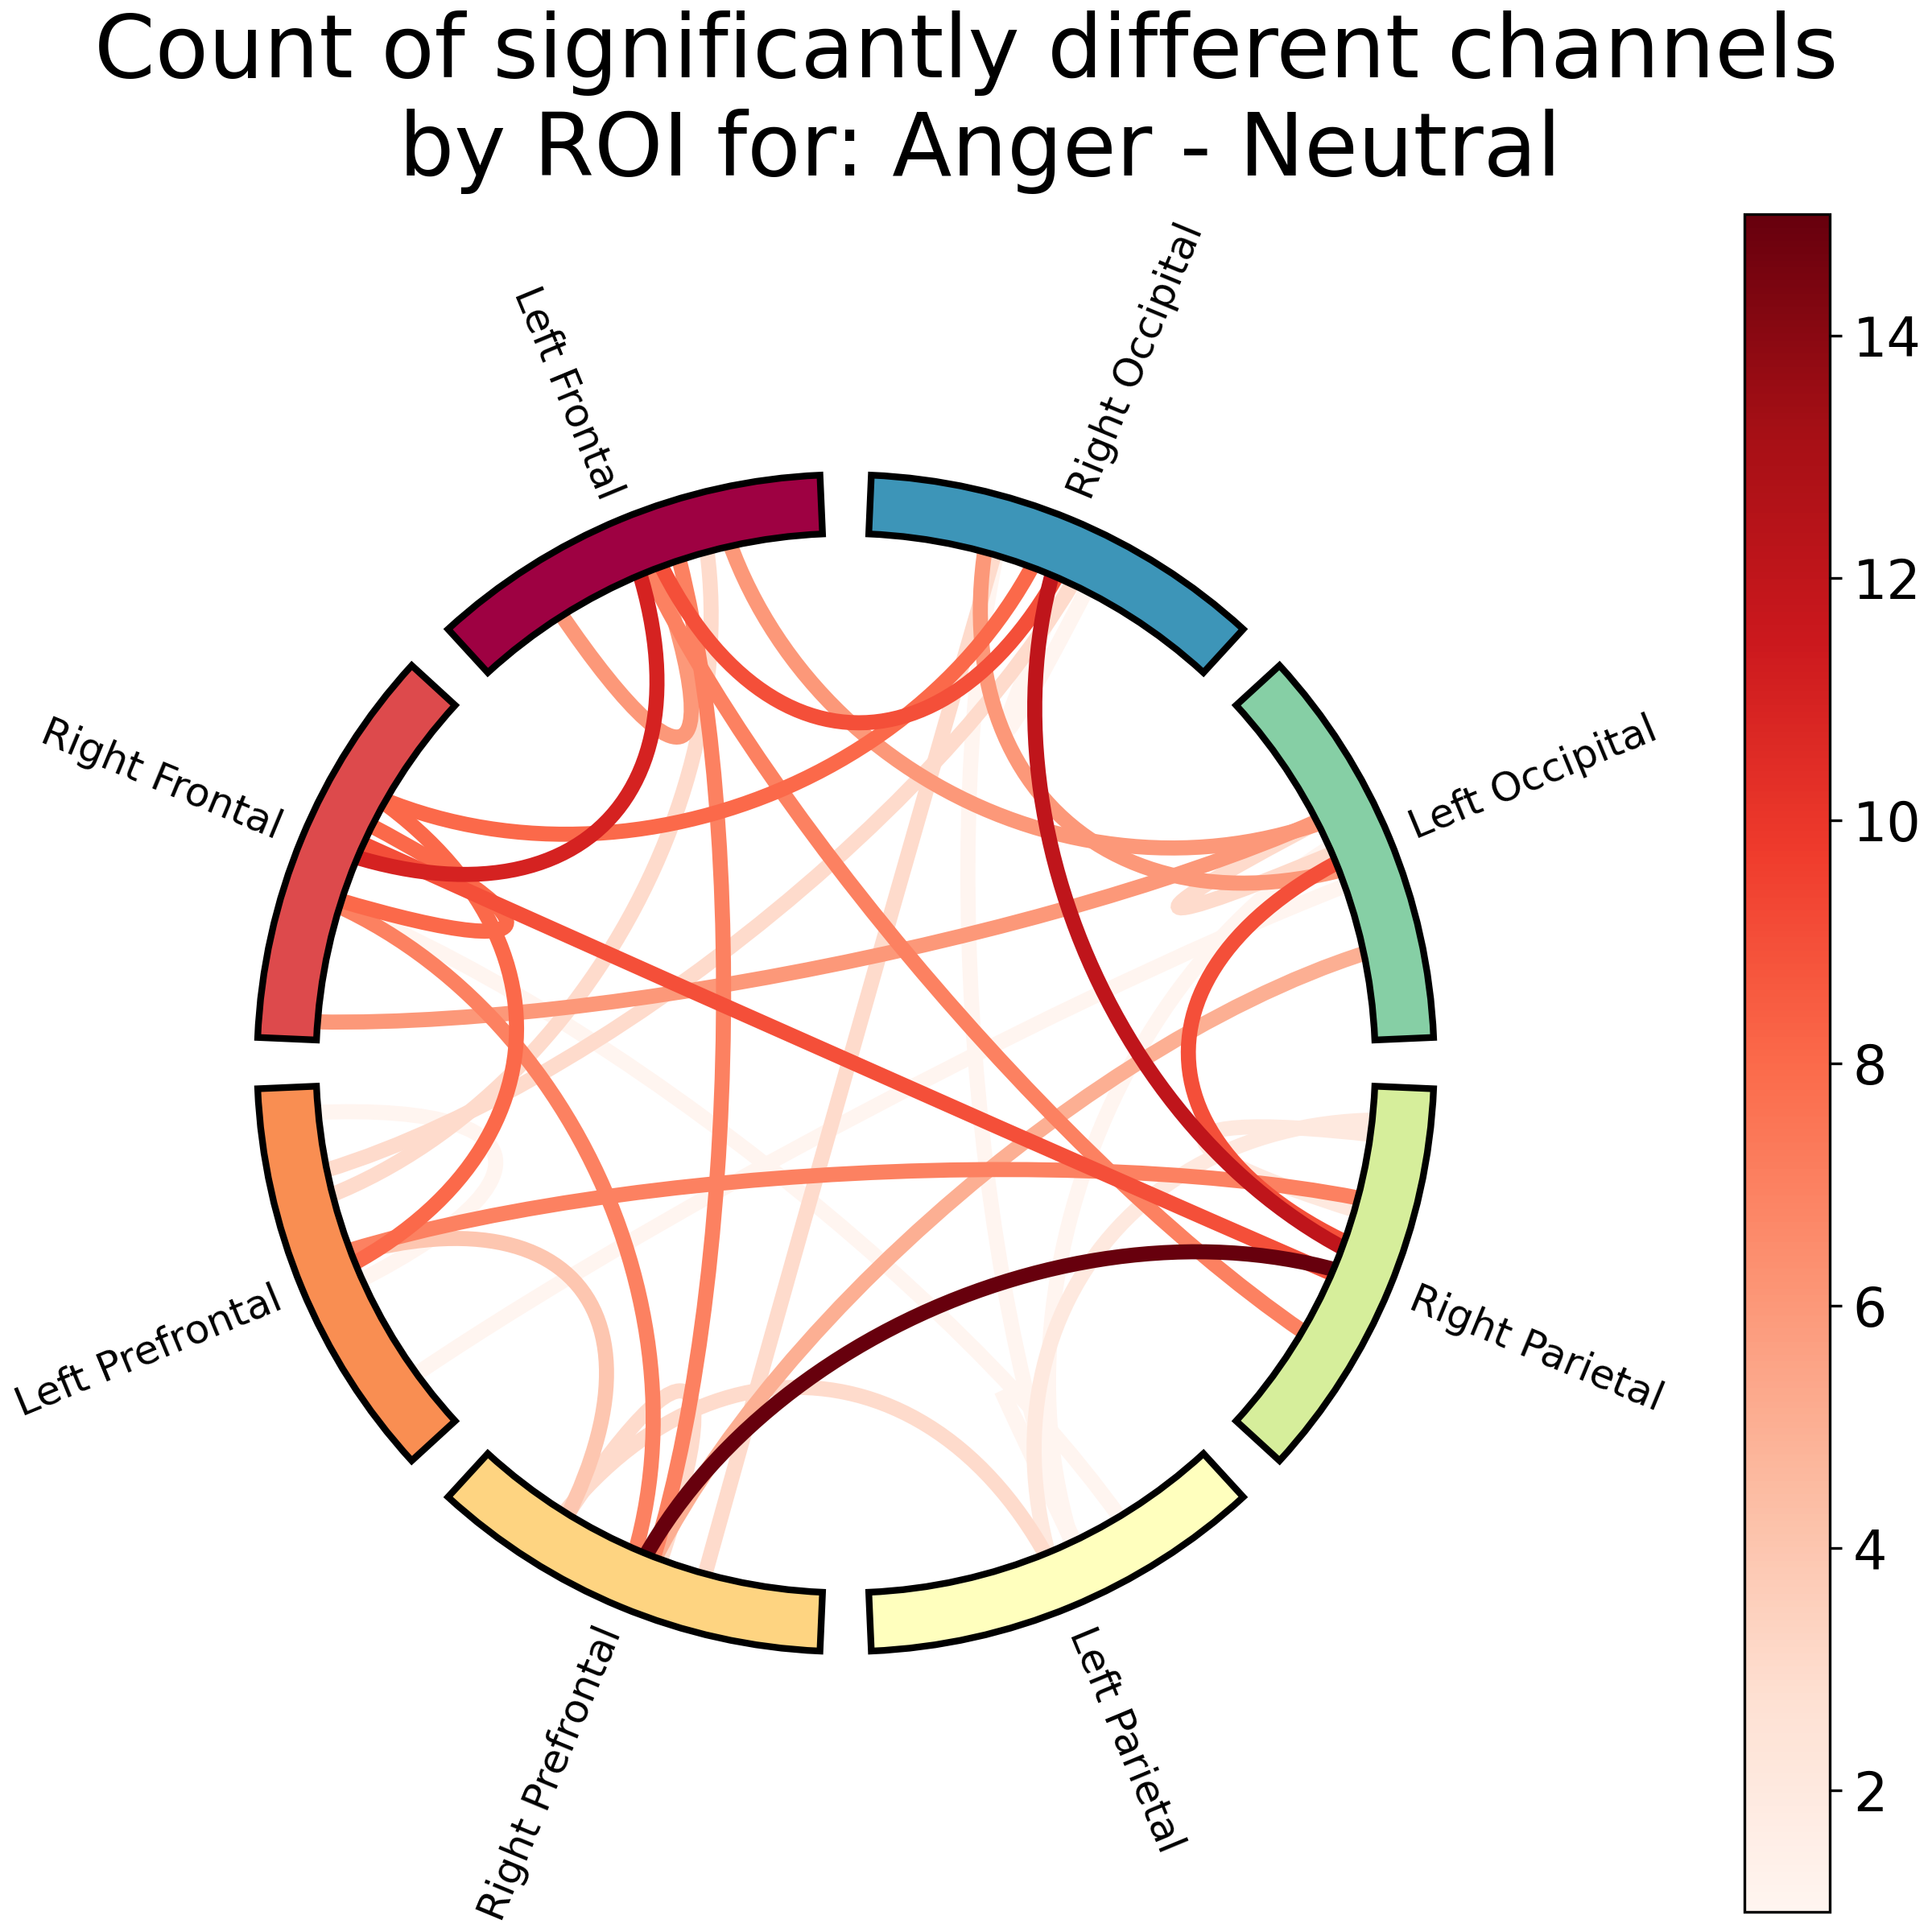 Count of significantly different channels
by ROI for: Anger - Neutral
Left Frontal
Right Occipital
Right Frontal
Left Occipital
Left Prefrontal
Right Parietal
Right Prefrontal
Left Parietal
14
12
10
8
6
4
2